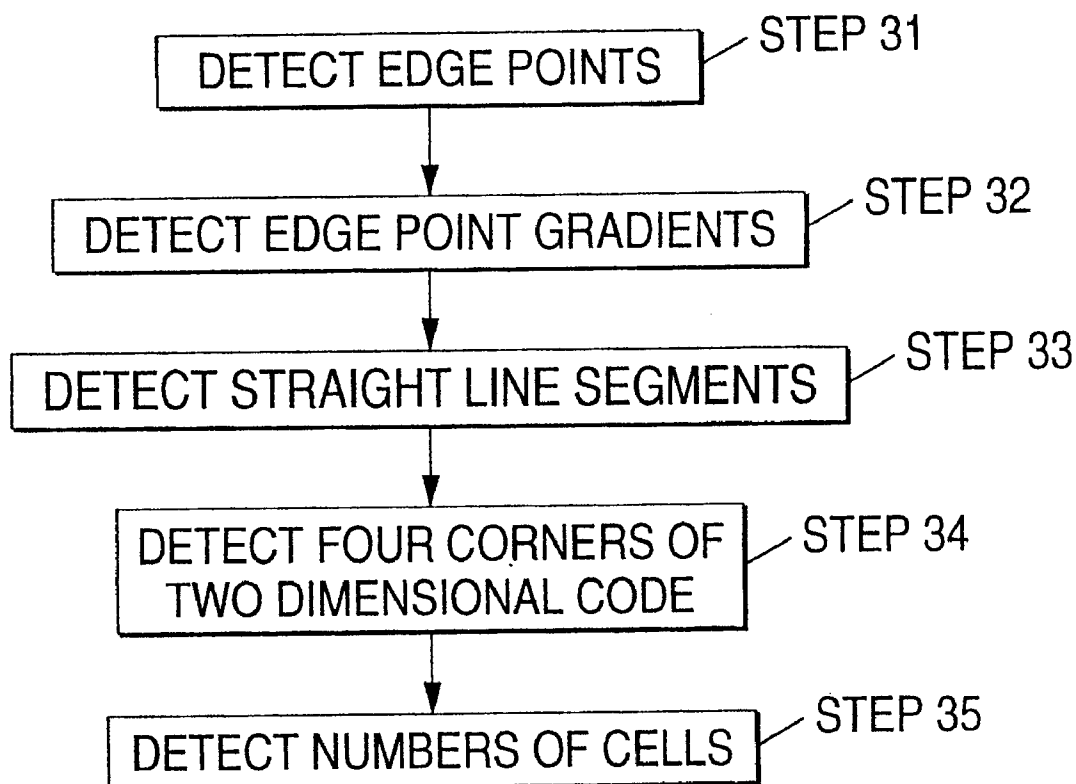 STEP 31
DETECT EDGE POINTS
STEP 32
DETECT EDGE POINT GRADIENTS
STEP 33
DETECT STRAIGHT LINE SEGMENTS
STEP 34
DETECT FOUR CORNERS OF
TWO DIMENSIONAL CODE
STEP 35
DETECT NUMBERS OF CELLS